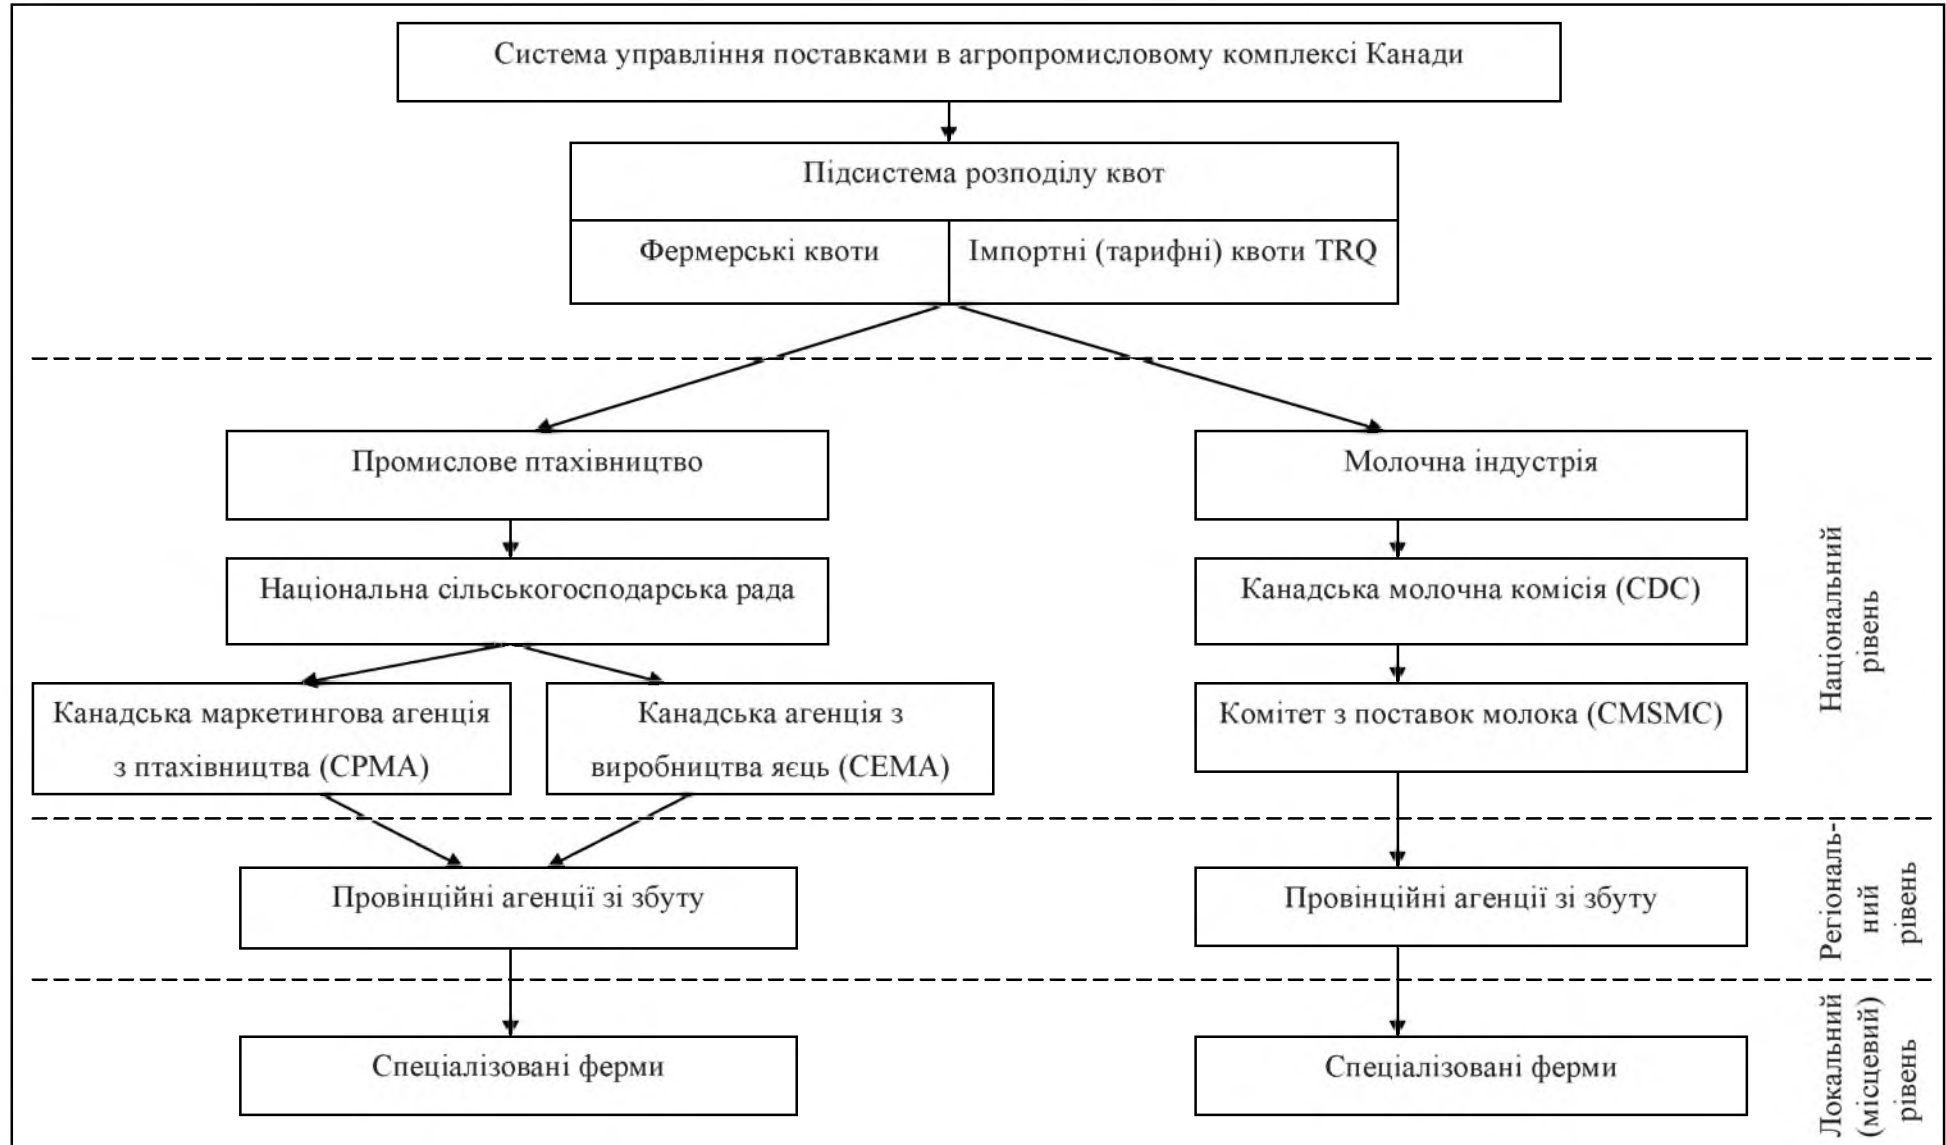 Система управління поставками в агропромисловому комплексі Канади
Підсистема розподілу квот
Фермерські квоти
Імпортні (тарифні) квоти TRQ
Промислове птахівництво
Молочна індустрія
Національна сільськогосподарська рада
Канадська молочна комісія (CDC)
Канадська маркетингова агенція
з птахівництва (CPMA)
Канадська агенція з
виробництва яєць (CEMA)
Комітет з поставок молока (CMSMC)
Національний
рівень
Провінційні агенції зі збуту
Провінційні агенції зі збуту
Регіональ-
ний
рівень
Спеціалізовані ферми
Спеціалізовані ферми
Локальний
(місцевий)
рівень